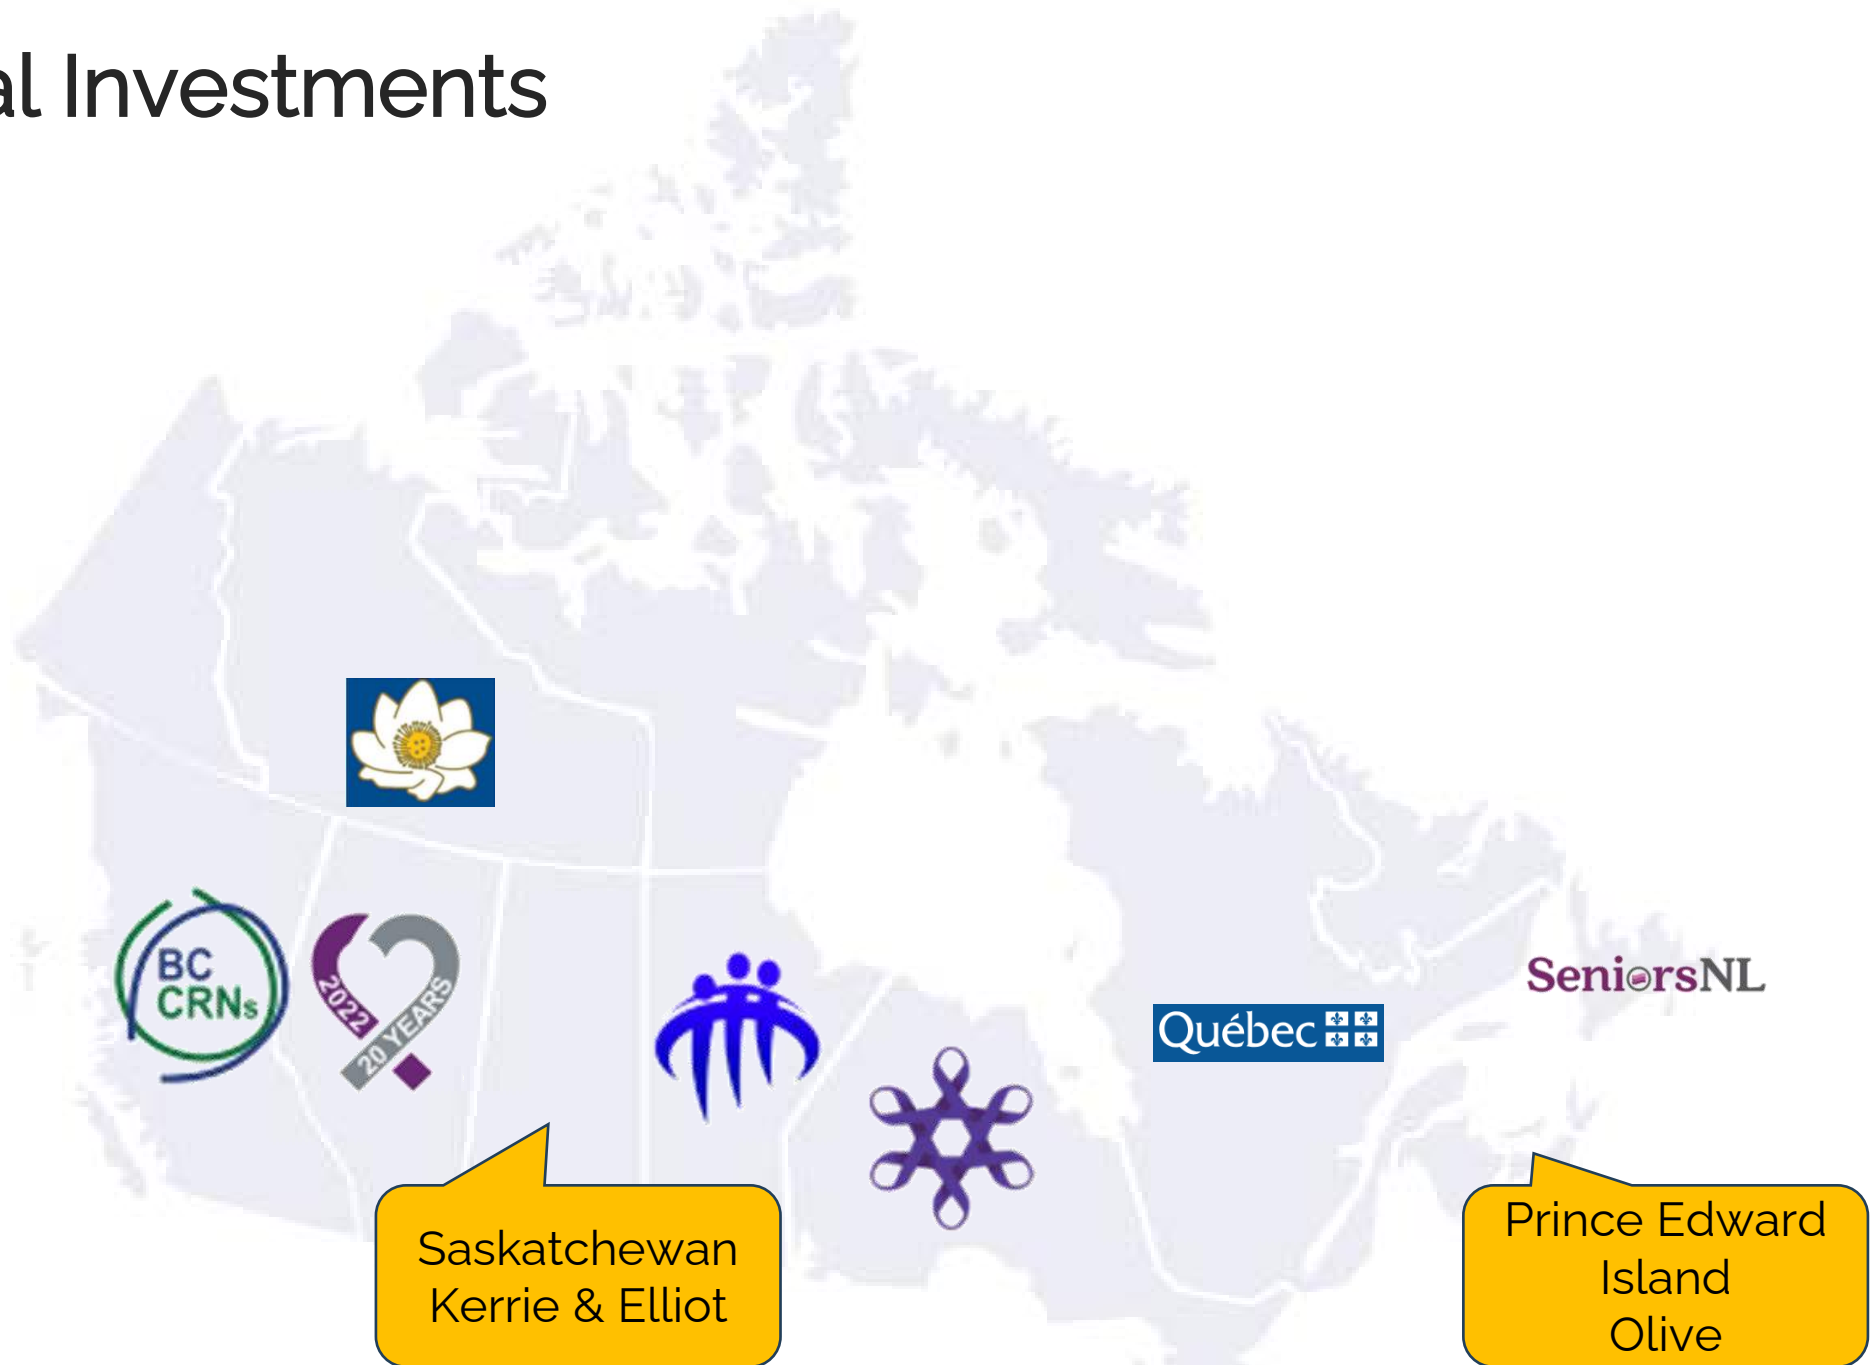 al Investments
BC
CRNs
2022
20 YEARS
Québec
SeniorsNL
Saskatchewan
Kerrie & Elliot
Prince Edward
Island
Olive